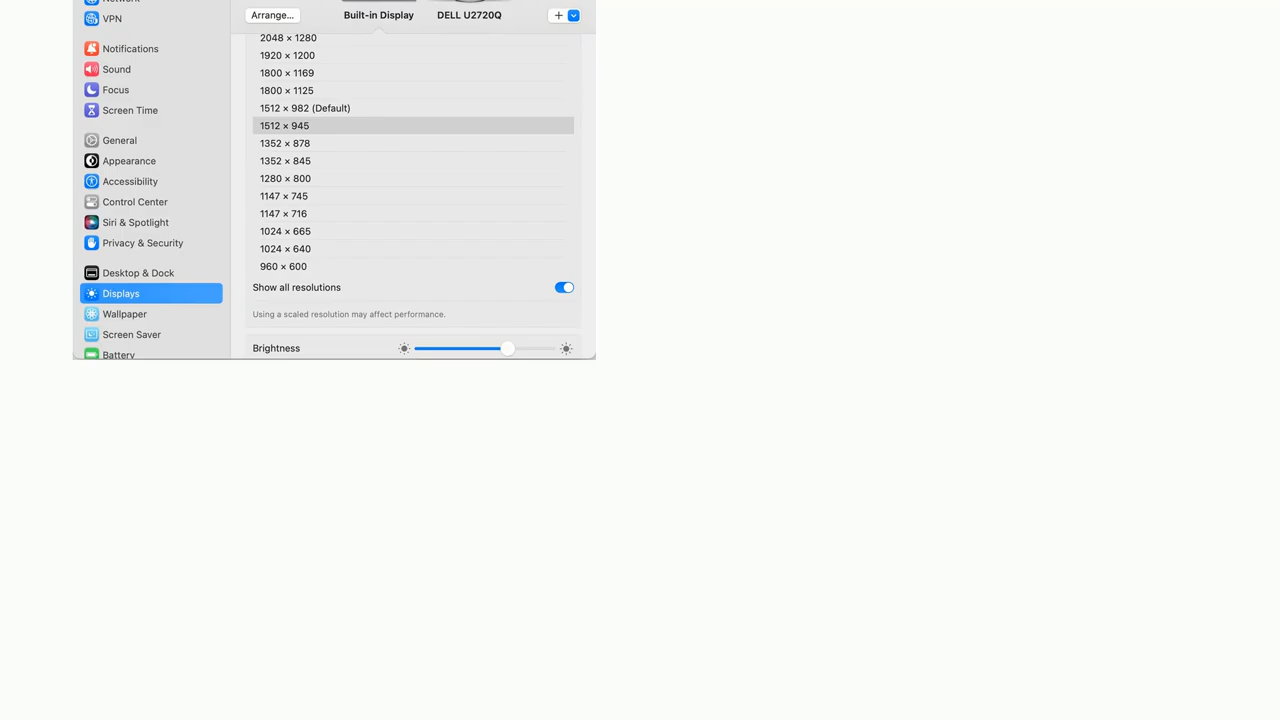 Network
VPN
Notifications
Sound
Focus
Screen Time
General
Appearance
Accessibility
Control Center
Siri & Spotlight
Privacy & Security
Desktop & Dock
Displays
Wallpaper
Screen Saver
Battery
Arrange...
Built-in Display
DELL U2720Q
2048 × 1280
1920 × 1200
1800 × 1169
1800 × 1125
1512 × 982 (Default)
1512 × 945
1352 × 878
1352 × 845
1280 × 800
1147 × 745
1147 × 716
1024 × 665
1024 × 640
960 × 600
Show all resolutions
Using a scaled resolution may affect performance.
Brightness